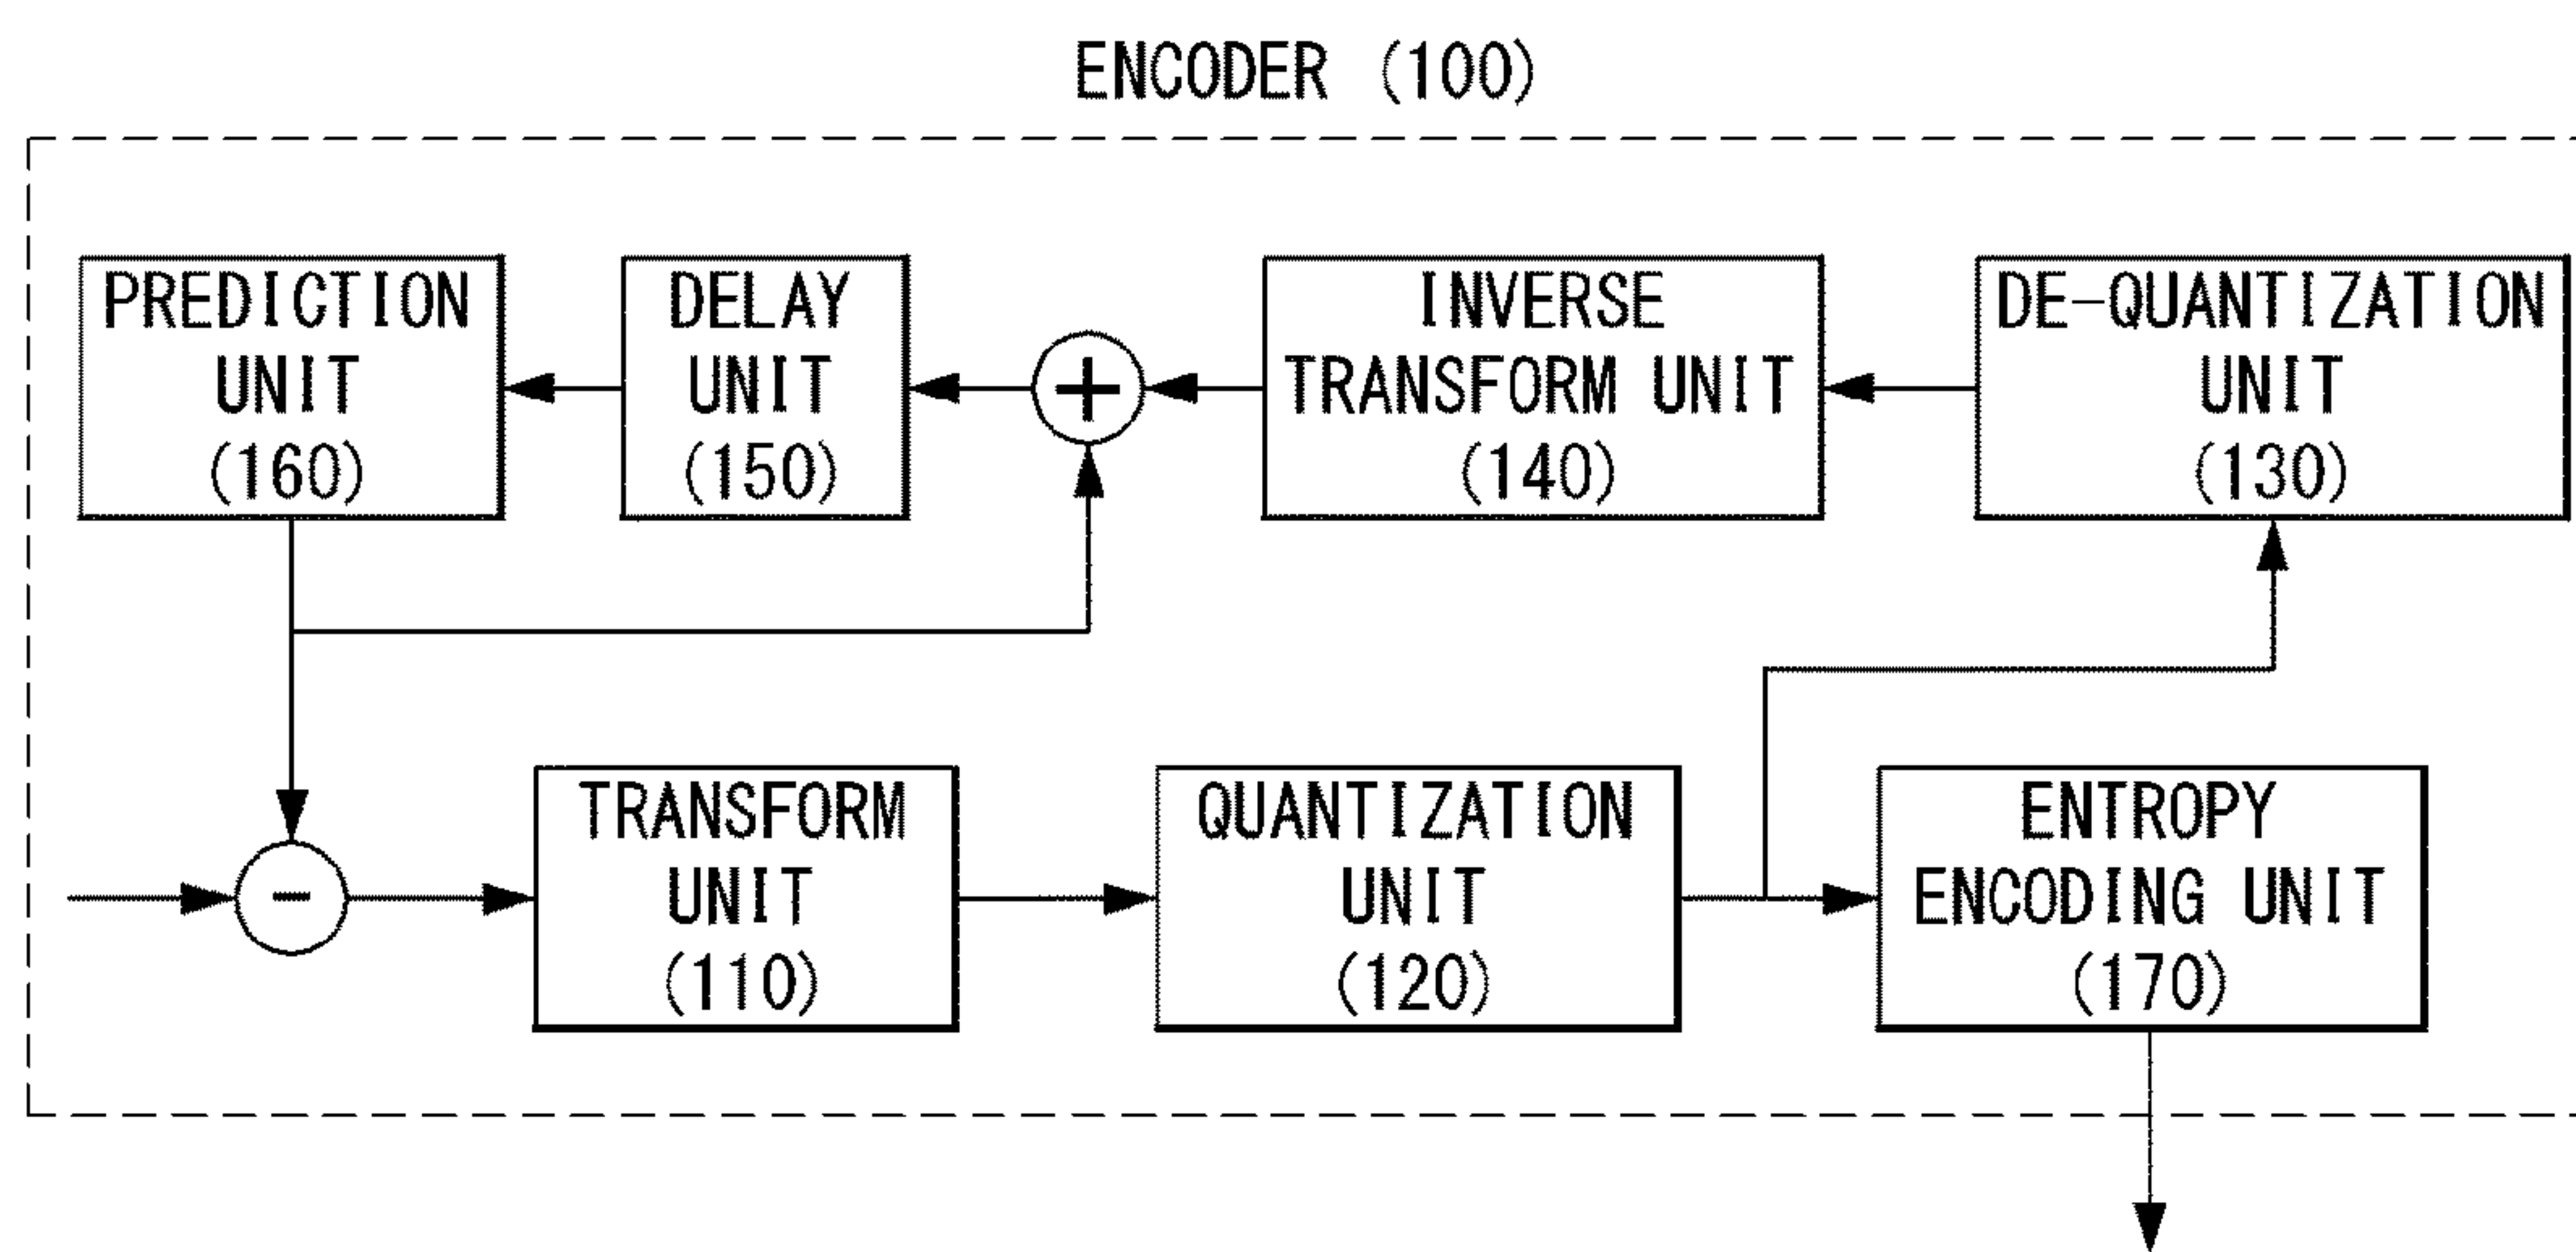 ENCODER (100)
PREDICTION
UNIT
(160)
DELAY
UNIT
(150)
+
INVERSE
TRANSFORM UNIT
(140)
DE-QUANTIZATION
UNIT
(130)
-
TRANSFORM
UNIT
(110)
QUANTIZATION
UNIT
(120)
ENTROPY
ENCODING UNIT
(170)